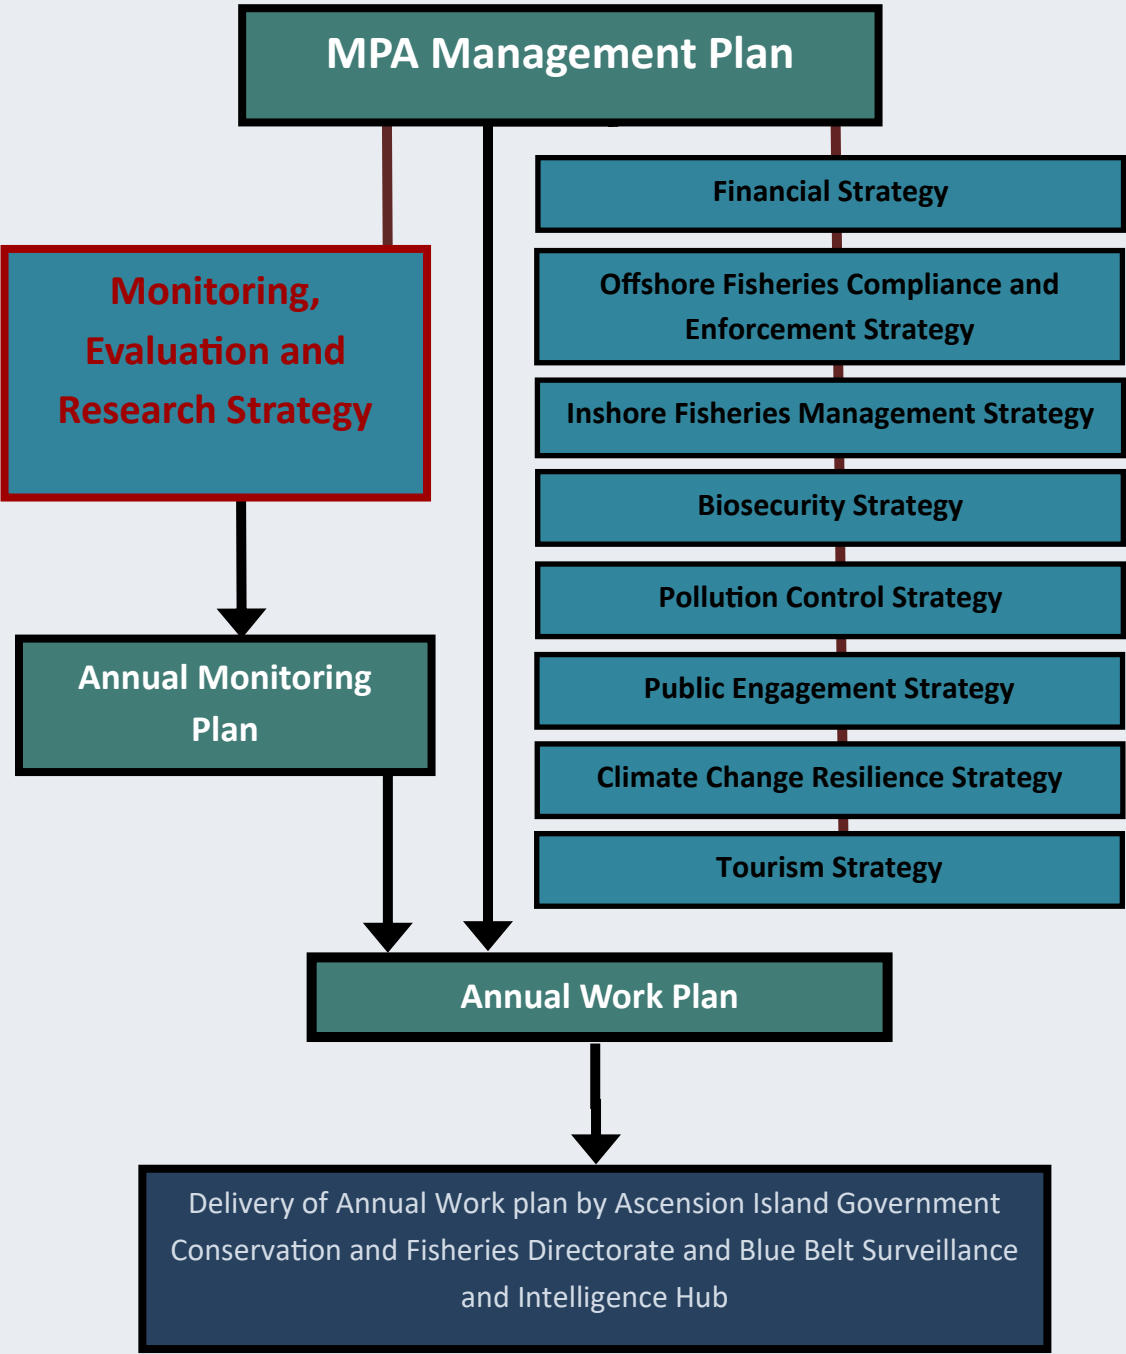 MPA Management Plan
Financial Strategy
Monitoring,
Evaluation and
Research Strategy
Offshore Fisheries Compliance and
Enforcement Strategy
Inshore Fisheries Management Strategy
Biosecurity Strategy
Pollution Control Strategy
Annual Monitoring
Plan
Public Engagement Strategy
Climate Change Resilience Strategy
Tourism Strategy
Annual Work Plan
Delivery of Annual Work plan by Ascension Island Government
Conservation and Fisheries Directorate and Blue Belt Surveillance
and Intelligence Hub